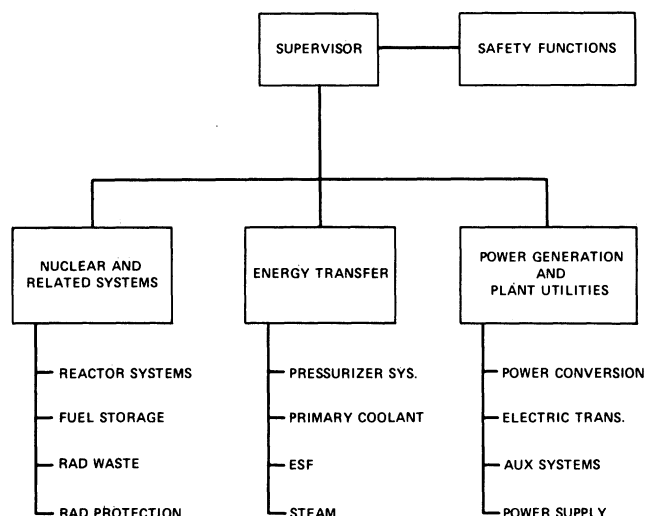 SUPERVISOR
SAFETY FUNCTIONS
NUCLEAR AND
RELATED SYSTEMS
ENERGY TRANSFER
POWER GENERATION
AND
PLANT UTILITIES
REACTOR SYSTEMS
FUEL STORAGE
RAD WASTE
RAD PROTECTION
PRESSURIZER SYS.
PRIMARY COOLANT
ESF
STEAM
POWER CONVERSION
ELECTRIC TRANS.
AUX SYSTEMS
POWER SUPPLY